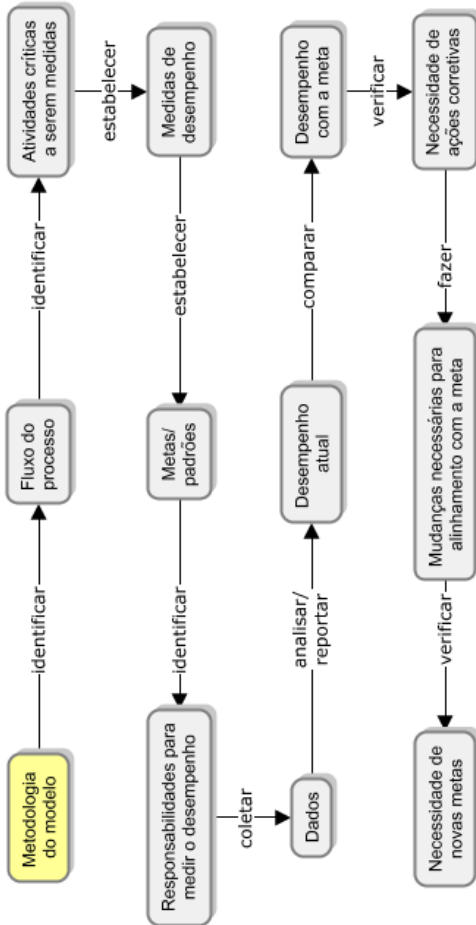 Metodologia
do modelo
identificar
Fluxo do
processo
identificar
Atividades críticas
a serem medidas
estabelecer
Medidas de
desempenho
estabelecer
Metas/
padrões
identificar
Responsabilidades para
medir o desempenho
coletar
Dados
analisar/
reportar
Desempenho
atual
comparar
Desempenho
com a meta
verificar
Necessidade de
ações corretivas
fazer
Mudanças necessárias para
alinhamento com a meta
verificar
Necessidade de
novas metas